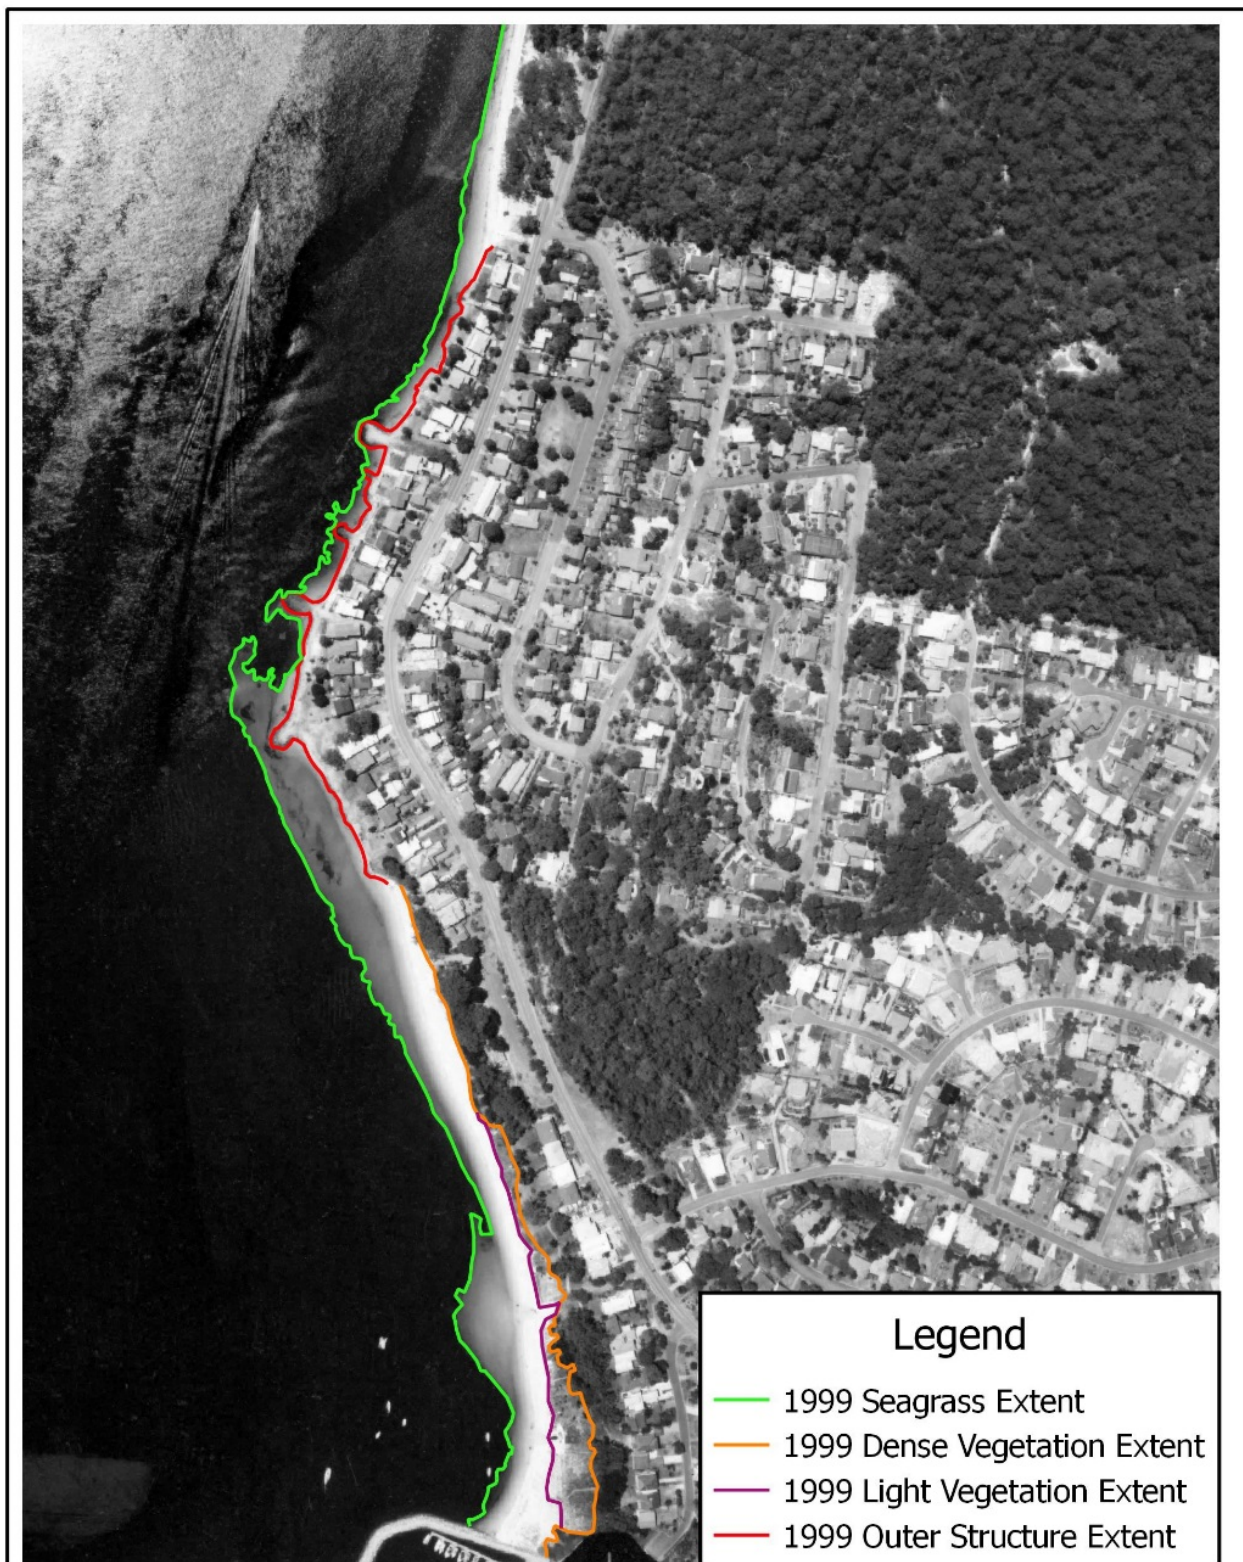 Legend
1999 Seagrass Extent
1999 Dense Vegetation Extent
1999 Light Vegetation Extent
1999 Outer Structure Extent